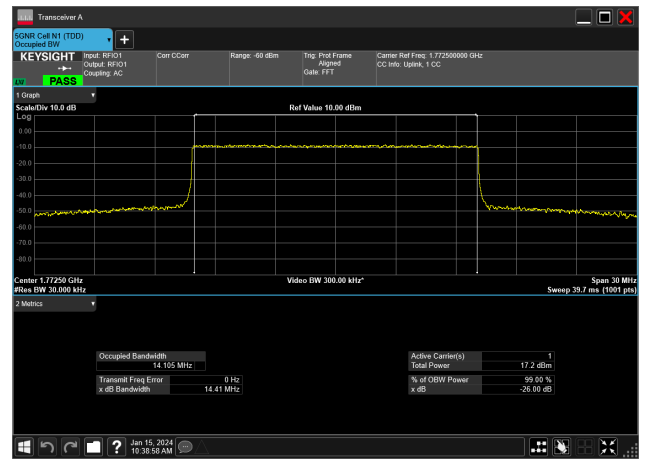 Transceiver A
5GNR Cell N1 (TDD)
Occupied BW
KEYSIGHT
Input: RFIO1
Output: RFIO1
Coupling: AC
Corr CCorr
Range: -60 dBm
Trig: Prot Frame
Aligned
Gate: FFT
Carrier Ref Freq: 1.772500000 GHz
CC Info: Uplink, 1 CC
PASS
1 Graph
Scale/Div 10.0 dB
Ref Value 10.00 dBm
Log
0.00
-10.0
-20.0
-30.0
-40.0
-50.0
-60.0
-70.0
-80.0
Center 1.77250 GHz
Video BW 300.00 kHz*
Span 30 MHz
#Res BW 30.000 kHz
Sweep 39.7 ms (1001 pts)
2 Metrics
Occupied Bandwidth
14.105 MHz
Active Carrier(s) 1
Total Power 17.2 dBm
Transmit Freq Error 0 Hz
x dB Bandwidth 14.41 MHz
% of OBW Power 99.00 %
x dB -26.00 dB
Jan 15, 2024
10:38:58 AM